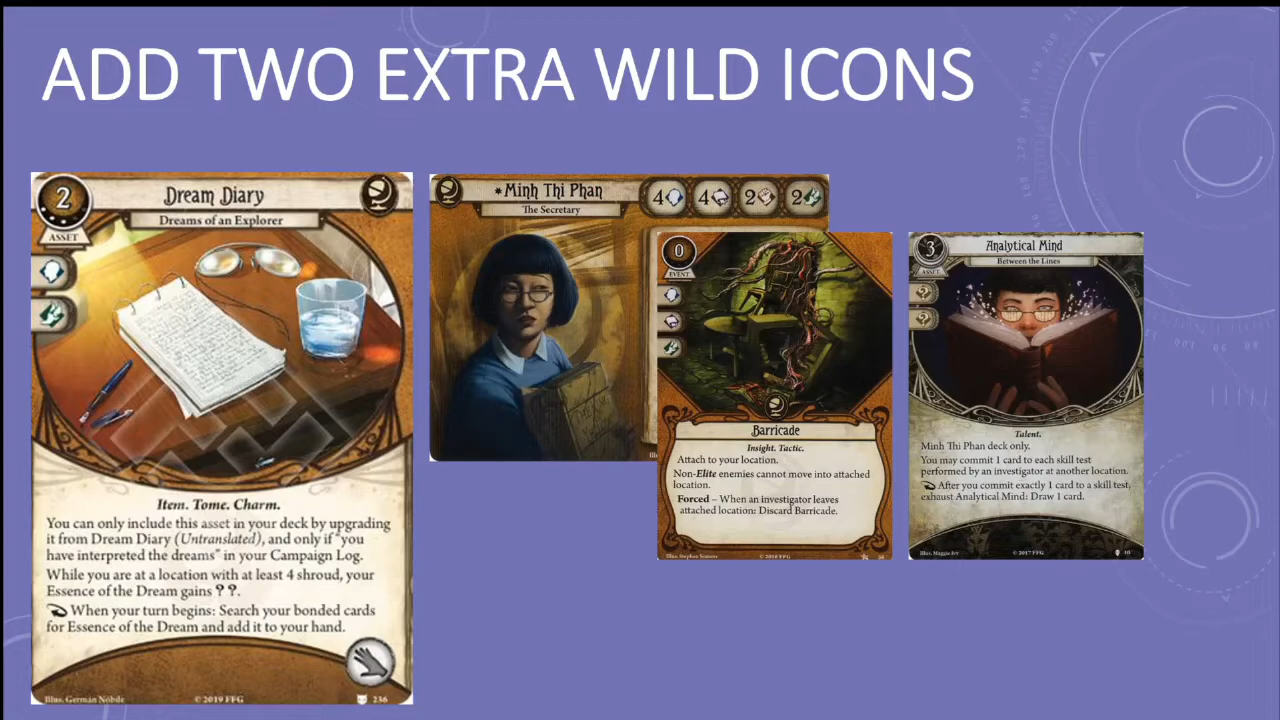 ADD TWO EXTRA WILD ICONS
2
Dream Diary
Dreams of an Explorer
ASSET
Item. Tome. Charm.
You can only include this asset in your deck by upgrading
it from Dream Diary (Untranslated), and only if "you
have interpreted the dreams" in your Campaign Log.
While you are at a location with at least 4 shroud, your
Essence of the Dream gains ? ?.
When your turn begins: Search your bonded cards
for Essence of the Dream and add it to your hand.
Illus. Germán Nóbde
© 2019 FFG
236
*Minh Thi Phan
The Secretary
4 4 2 2
0
EVENT
Barricade
Insight. Tactic.
Attach to your location.
Non-Elite enemies cannot move into attached
location.
Forced – When an investigator leaves
attached location: Discard Barricade.
3
Analytical Mind
Between the Lines
ASSET
? 
?
Talent.
Minh Thi Phan deck only.
You may commit 1 card to each skill test
performed by an investigator at another location.
After you commit exactly 1 card to a skill test,
exhaust Analytical Mind: Draw 1 card.
© 2017 FFG